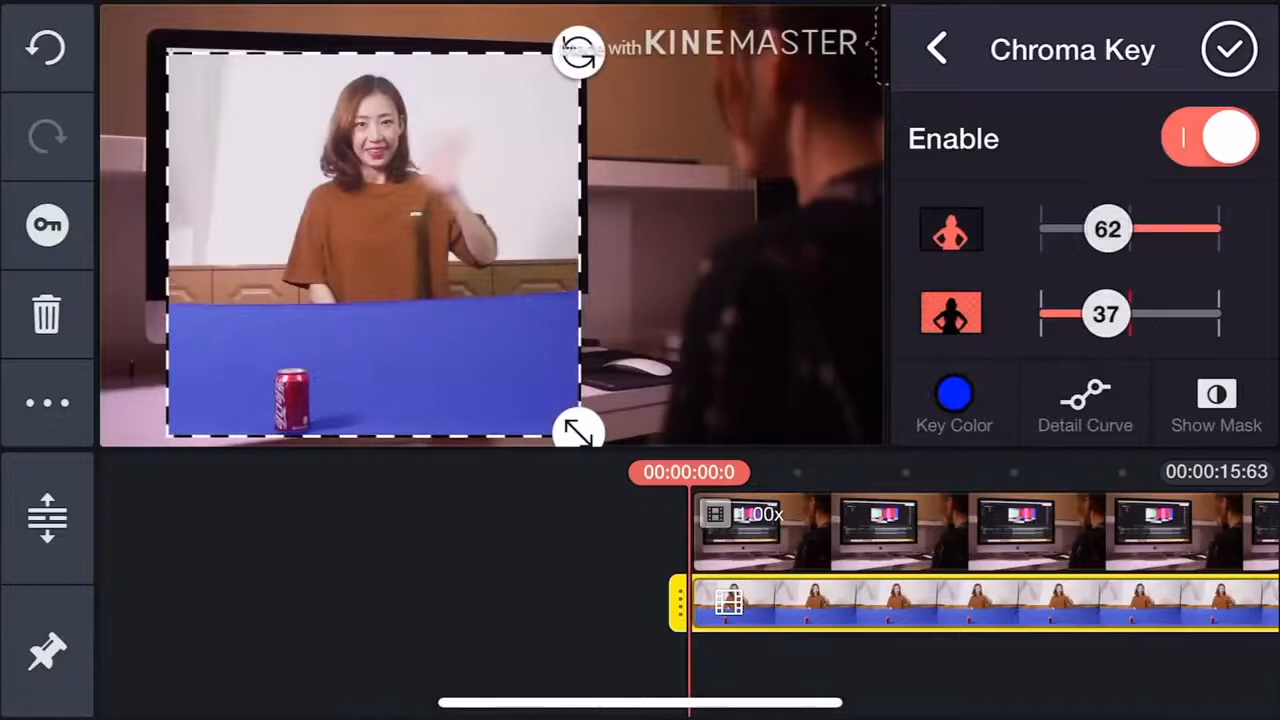 Made with KINEMASTER
Chroma Key
Enable
62
37
Key Color
Detail Curve
Show Mask
00:00:00:0
00:00:15:63
1.00x